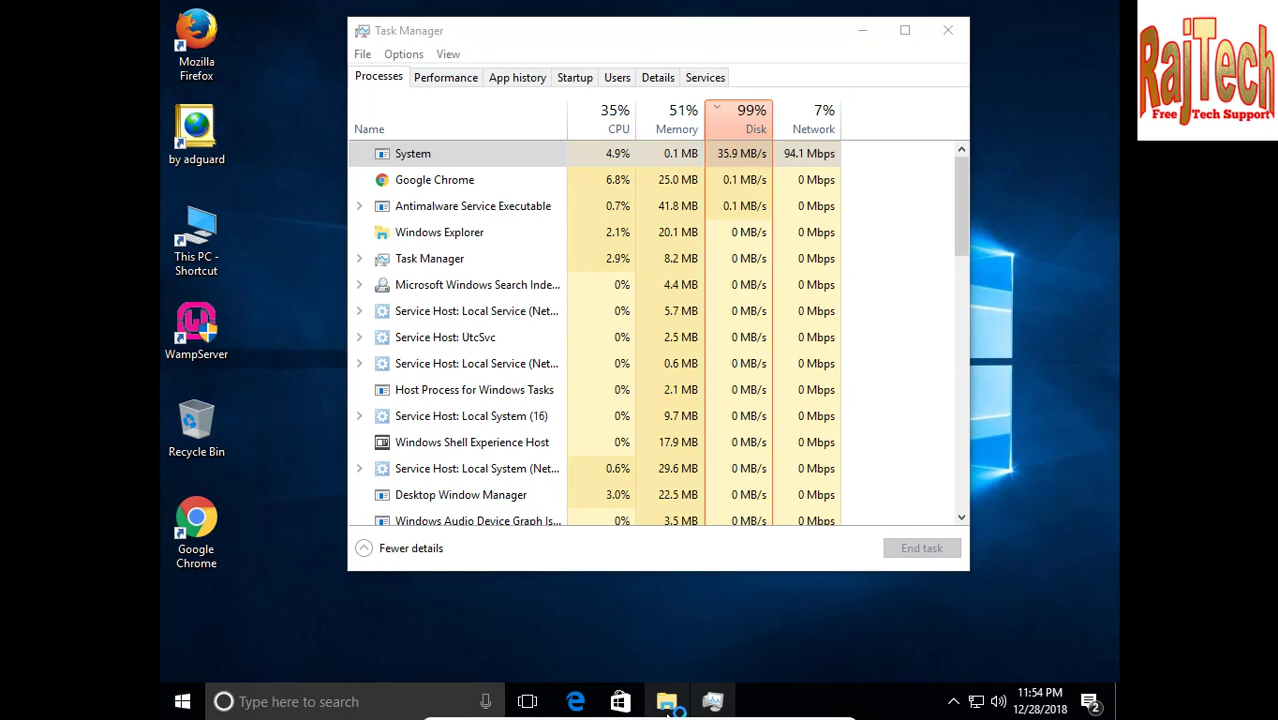 Mozilla
Firefox
by adguard
This PC -
Shortcut
WampServer
Recycle Bin
Google
Chrome
Task Manager
File Options View
Processes Performance App history Startup Users Details Services
35% 51% 99% 7%
Name CPU Memory Disk Network
System 4.9% 0.1 MB 35.9 MB/s 94.1 Mbps
Google Chrome 6.8% 25.0 MB 0.1 MB/s 0 Mbps
Antimalware Service Executable 0.7% 41.8 MB 0.1 MB/s 0 Mbps
Windows Explorer 2.1% 20.1 MB 0 MB/s 0 Mbps
Task Manager 2.9% 8.2 MB 0 MB/s 0 Mbps
Microsoft Windows Search Inde... 0% 4.4 MB 0 MB/s 0 Mbps
Service Host: Local Service (Net... 0% 5.7 MB 0 MB/s 0 Mbps
Service Host: UtcSvc 0% 2.5 MB 0 MB/s 0 Mbps
Service Host: Local Service (Net... 0% 0.6 MB 0 MB/s 0 Mbps
Host Process for Windows Tasks 0% 2.1 MB 0 MB/s 0 Mbps
Service Host: Local System (16) 0% 9.7 MB 0 MB/s 0 Mbps
Windows Shell Experience Host 0% 17.9 MB 0 MB/s 0 Mbps
Service Host: Local System (Net... 0.6% 29.6 MB 0 MB/s 0 Mbps
Desktop Window Manager 3.0% 22.5 MB 0 MB/s 0 Mbps
Windows Audio Device Graph Is... 0% 3.5 MB 0 MB/s 0 Mbps
Fewer details End task
RajTech
Free Tech Support
Type here to search
11:54 PM
12/28/2018
2